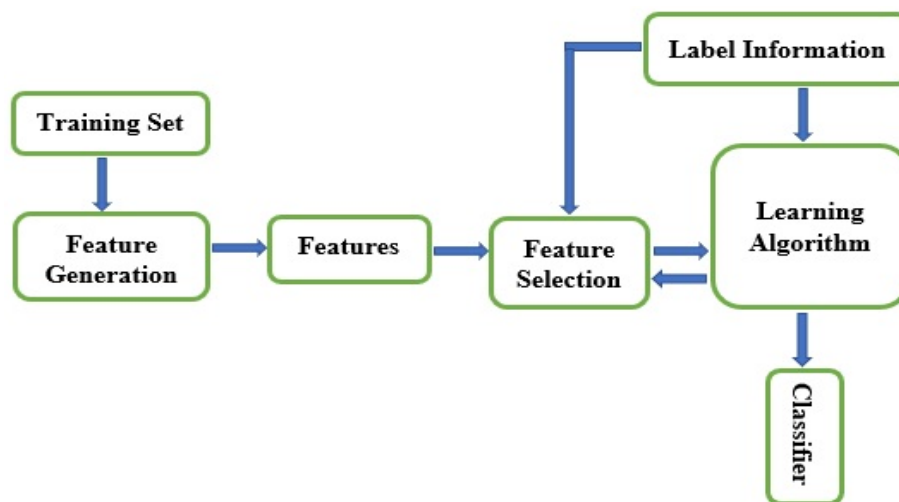 Label Information
Training Set
Feature
Generation
Features
Feature
Selection
Learning
Algorithm
Classifier